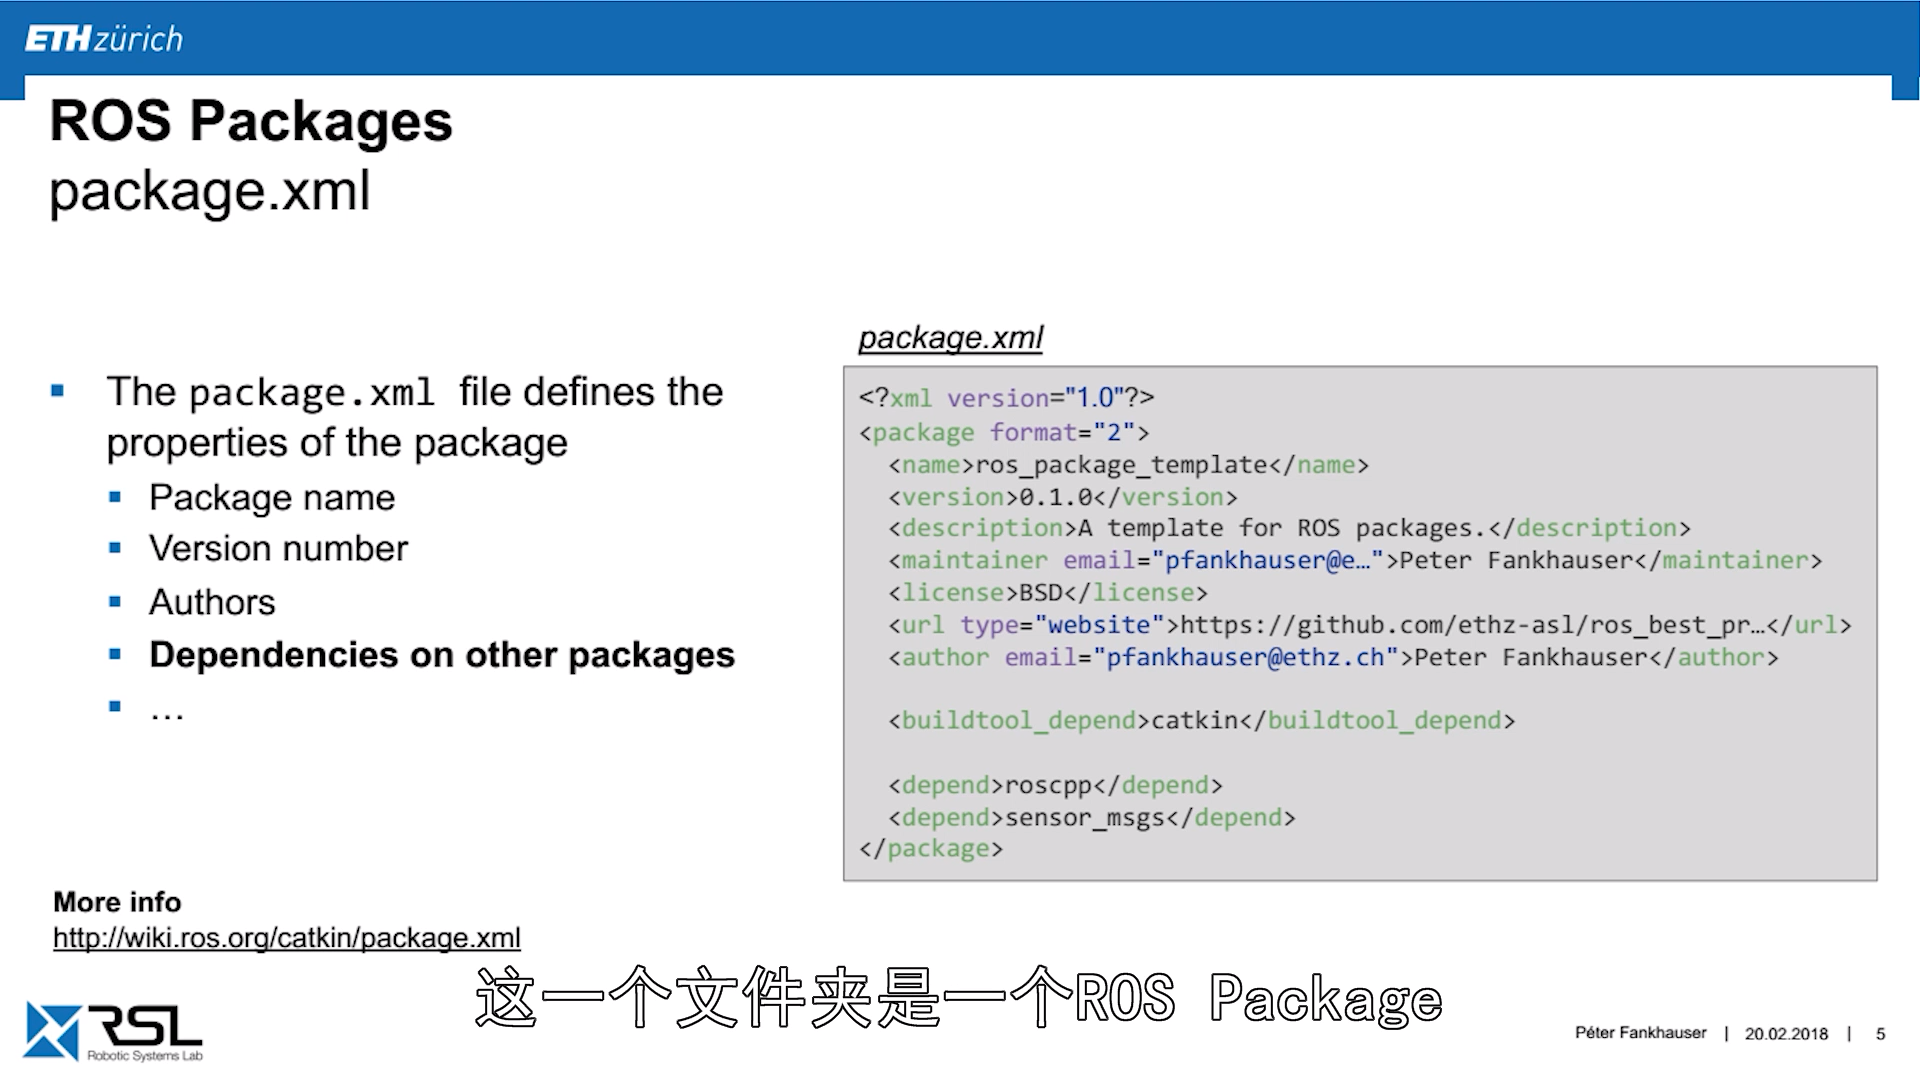 ETH zürich
ROS Packages
package.xml
The package.xml file defines the
properties of the package
Package name
Version number
Authors
Dependencies on other packages
…
More info
http://wiki.ros.org/catkin/package.xml
package.xml
<?xml version="1.0"?>
<package format="2">
  <name>ros_package_template</name>
  <version>0.1.0</version>
  <description>A template for ROS packages.</description>
  <maintainer email="pfankhauser@e…">Peter Fankhauser</maintainer>
  <license>BSD</license>
  <url type="website">https://github.com/ethz-asl/ros_best_pr…</url>
  <author email="pfankhauser@ethz.ch">Peter Fankhauser</author>
  <buildtool_depend>catkin</buildtool_depend>
  <depend>roscpp</depend>
  <depend>sensor_msgs</depend>
</package>
这一个文件夹是一个ROS Package
RSL
Robotic Systems Lab
Péter Fankhauser | 20.02.2018 | 5